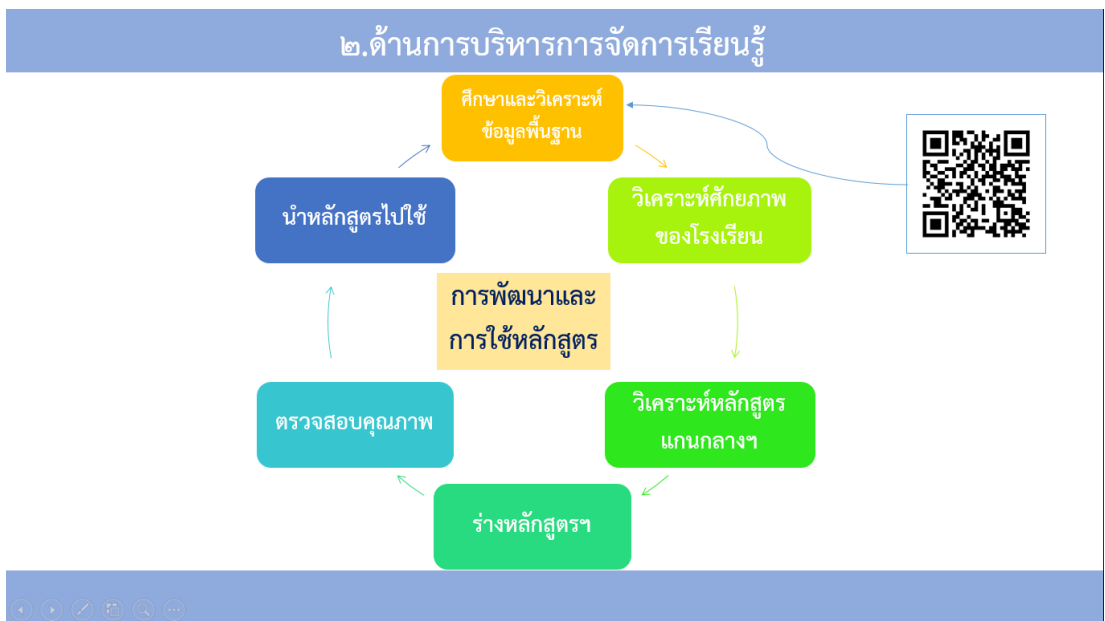 ๒.ด้านการบริหารการจัดการเรียนรู้
ศึกษาและวิเคราะห์
ข้อมูลพื้นฐาน
วิเคราะห์ศักยภาพ
ของโรงเรียน
วิเคราะห์หลักสูตร
แกนกลางฯ
ร่างหลักสูตรฯ
ตรวจสอบคุณภาพ
นำหลักสูตรไปใช้
การพัฒนาและ
การใช้หลักสูตร